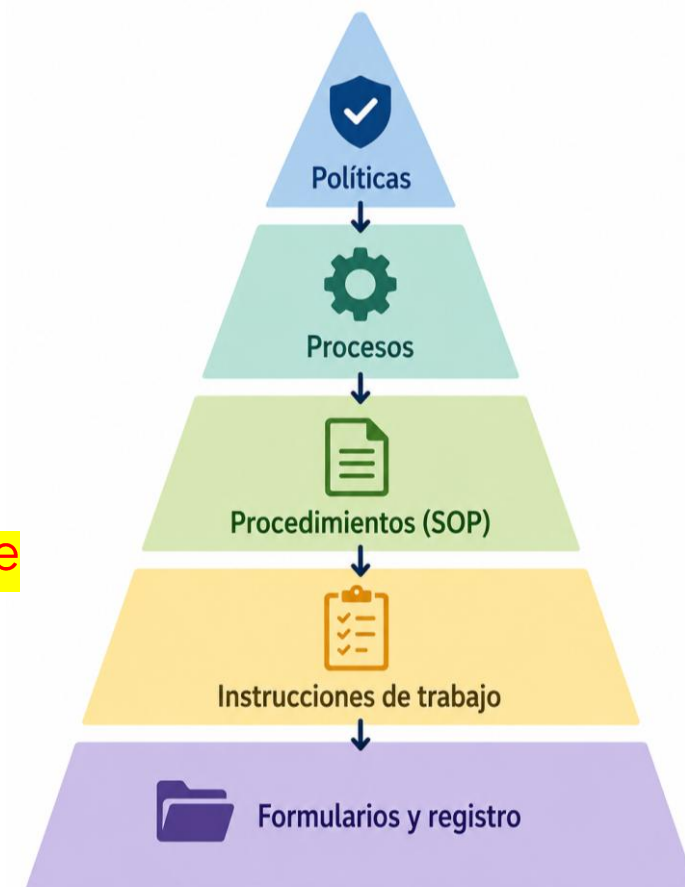 Políticas
Procesos
Procedimientos (SOP)
e
Instrucciones de trabajo
Formularios y registro